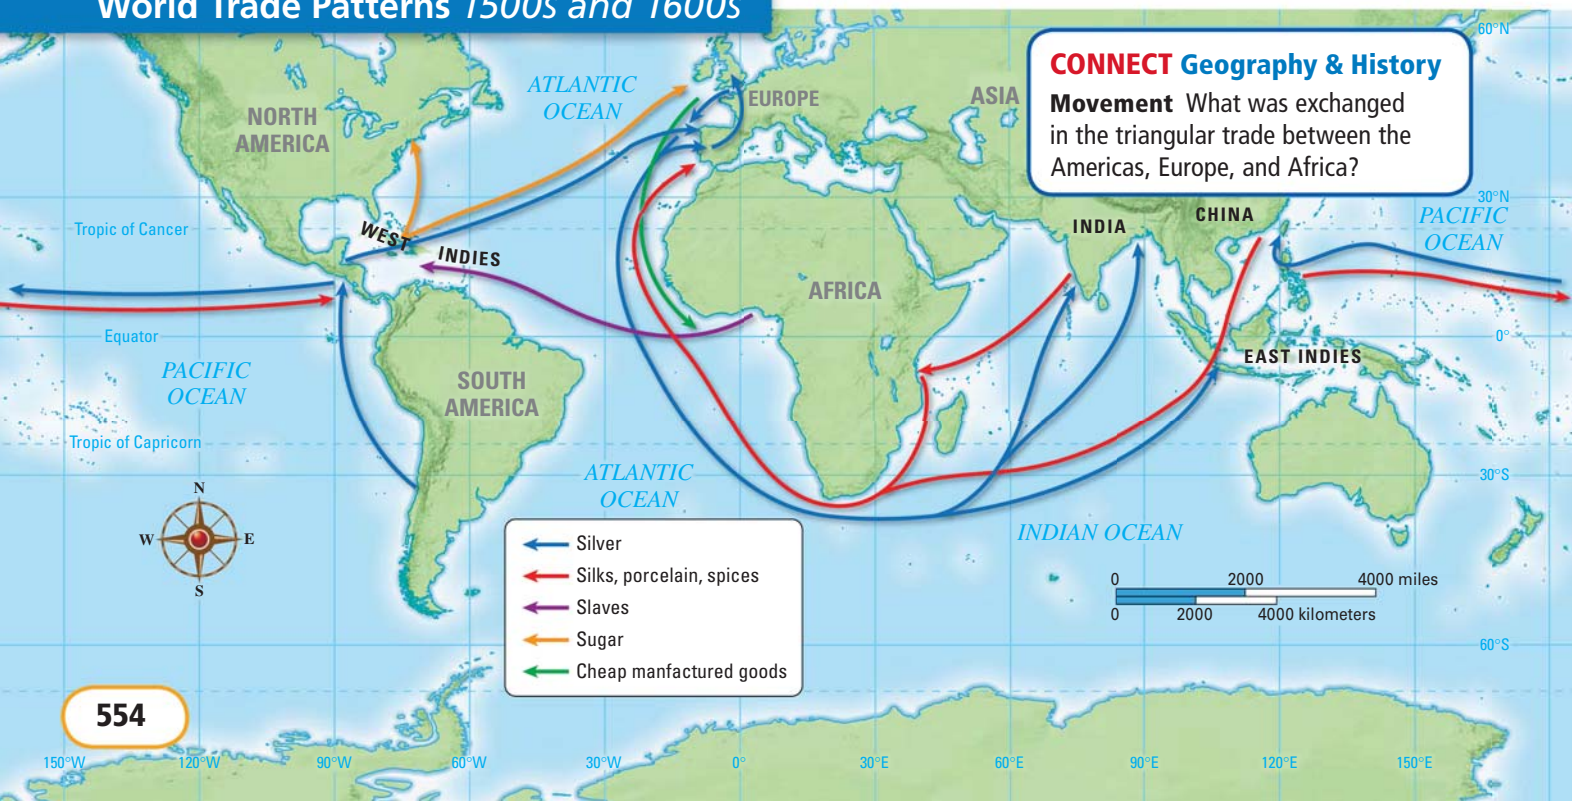 World Trade Patterns 1500s and 1600s
CONNECT Geography & History
Movement What was exchanged
in the triangular trade between the
Americas, Europe, and Africa?
60°N
30°N
0°
30°S
60°S
ATLANTIC
OCEAN
NORTH
AMERICA
EUROPE
ASIA
PACIFIC
OCEAN
CHINA
INDIA
Tropic of Cancer
WEST INDIES
AFRICA
Equator
EAST INDIES
PACIFIC
OCEAN
SOUTH
AMERICA
Tropic of Capricorn
ATLANTIC
OCEAN
INDIAN OCEAN
N
W
E
S
Silver
Silks, porcelain, spices
Slaves
Sugar
Cheap manfactured goods
0 2000 4000 miles
0 2000 4000 kilometers
554
150°W 120°W 90°W 60°W 30°W 0° 30°E 60°E 90°E 120°E 150°E